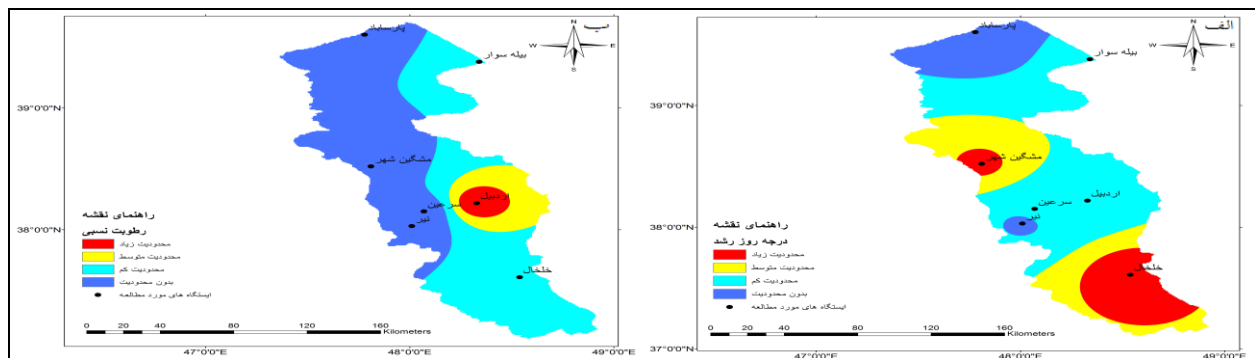 الف
N
W E
S
پارساباد
بیله سوار
39°0'0"N
مشگین شهر
اردبیل
سرعین
38°0'0"N
نیر
خلخال
راهنمای نقشه
درجه روز رشد
محدودیت زیاد
محدودیت متوسط
محدودیت کم
بدون محدودیت
ایستگاه های مورد مطالعه
0 20 40 80 120 160
Kilometers
37°0'0"N
47°0'0"E 48°0'0"E 49°0'0"E
ب
N
W E
S
پارساباد
بیله سوار
39°0'0"N
مشگین شهر
اردبیل
سرعین
38°0'0"N
نیر
خلخال
راهنمای نقشه
رطوبت نسبی
محدودیت زیاد
محدودیت متوسط
محدودیت کم
بدون محدودیت
ایستگاه های مورد مطالعه
0 20 40 80 120 160
Kilometers
47°0'0"E 48°0'0"E 49°0'0"E